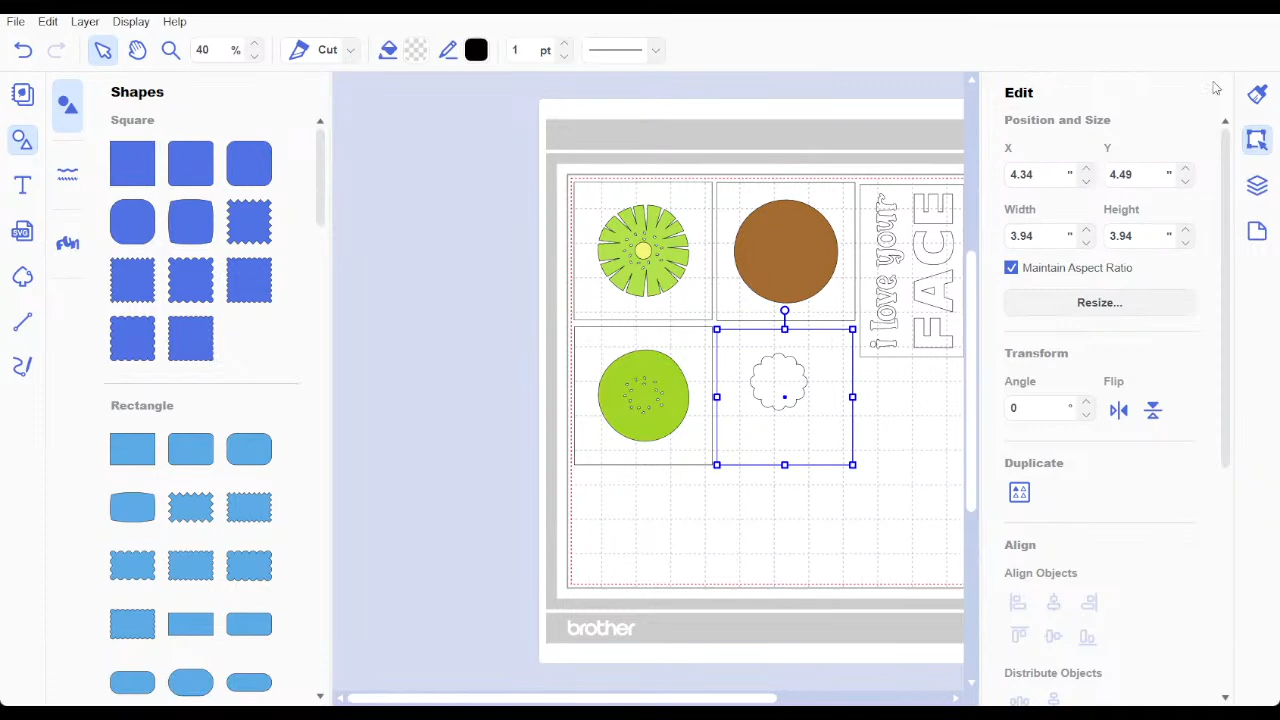 File Edit Layer Display Help
40 % Cut 1 pt
Shapes
Square
Rectangle
SVG
fun
i love your
FACE
brother
Edit
Position and Size
X Y
4.34 " 4.49 "
Width Height
3.94 " 3.94 "
Maintain Aspect Ratio
Resize...
Transform
Angle Flip
0 °
Duplicate
Align
Align Objects
Distribute Objects